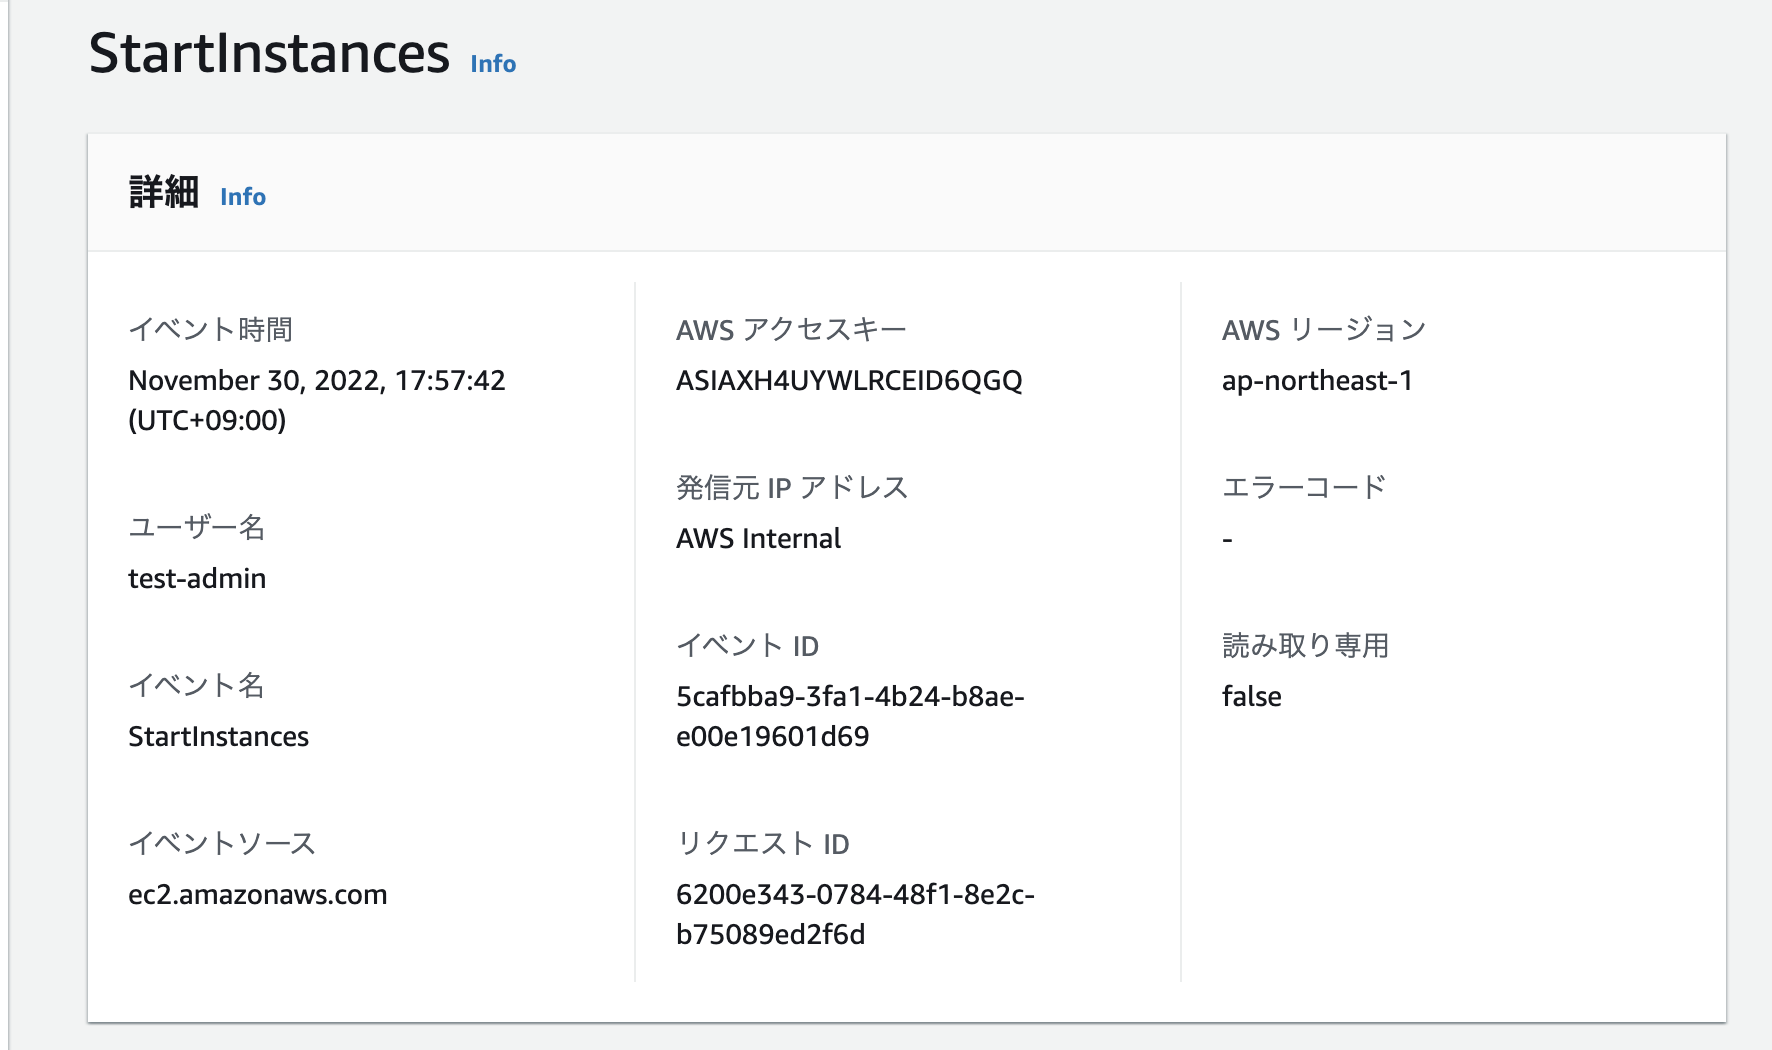 StartInstances Info
詳細 Info
イベント時間
November 30, 2022, 17:57:42
(UTC+09:00)
ユーザー名
test-admin
イベント名
StartInstances
イベントソース
ec2.amazonaws.com
AWS アクセスキー
ASIAXH4UYWLRCEID6QGQ
発信元 IP アドレス
AWS Internal
イベント ID
5cafbba9-3fa1-4b24-b8ae-
e00e19601d69
リクエスト ID
6200e343-0784-48f1-8e2c-
b75089ed2f6d
AWS リージョン
ap-northeast-1
エラーコード
-
読み取り専用
false